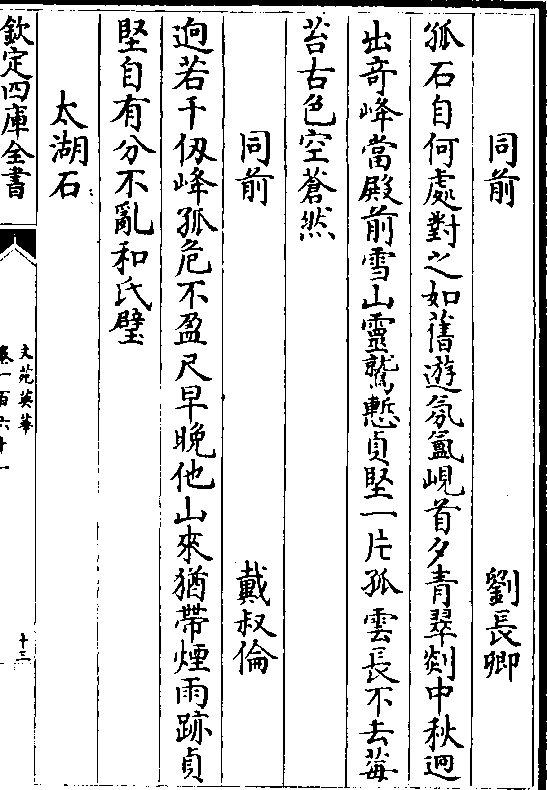 同前　劉長卿
孤石自何處對之如舊遊氛氳峴首夕青翠剡中秋迥
出竒峰當殿前雪山靈鷲慙貞堅一片孤雲長不去莓
苔古色空蒼然
同前　戴叔倫
迥若千仭峰孤危不盈尺早晚他山來猶帶煙雨跡貞
堅自有分不亂和氏璧
太湖石
欽定四庫全書
文苑英華
卷一百六十一
十三